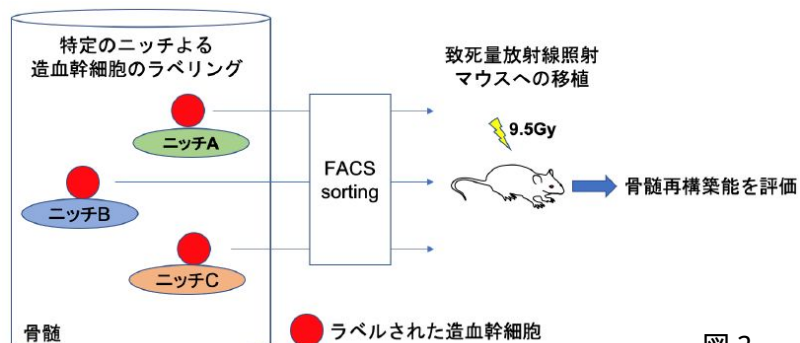 特定のニッチよる
造血幹細胞のラベリング
ニッチA
ニッチB
ニッチC
骨髄
FACS
sorting
致死量放射線照射
マウスへの移植
9.5Gy
骨髄再構築能を評価
ラベルされた造血幹細胞
図2